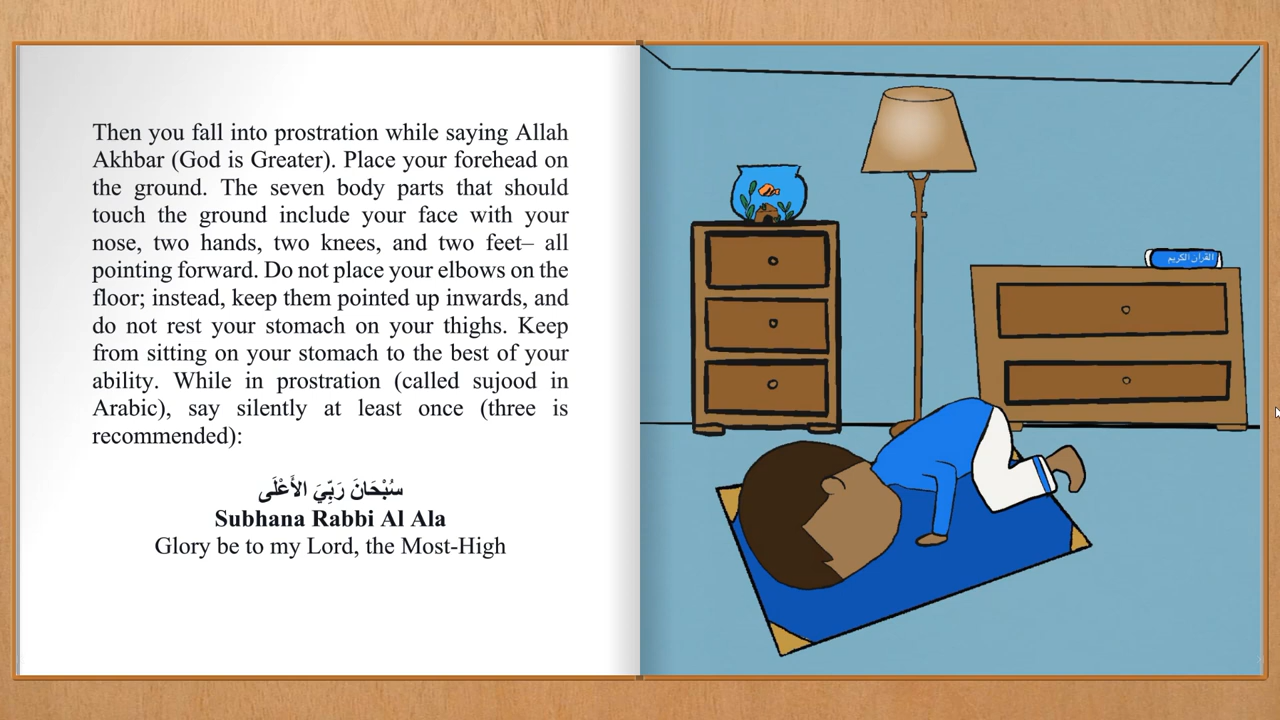 Then you fall into prostration while saying Allah
Akhbar (God is Greater). Place your forehead on
the ground. The seven body parts that should
touch the ground include your face with your
nose, two hands, two knees, and two feet– all
pointing forward. Do not place your elbows on the
floor; instead, keep them pointed up inwards, and
do not rest your stomach on your thighs. Keep
from sitting on your stomach to the best of your
ability. While in prostration (called sujood in
Arabic), say silently at least once (three is
recommended):
سُبْحَانَ رَبِّيَ الأَعْلَى
Subhana Rabbi Al Ala
Glory be to my Lord, the Most-High
القرآن الكريم